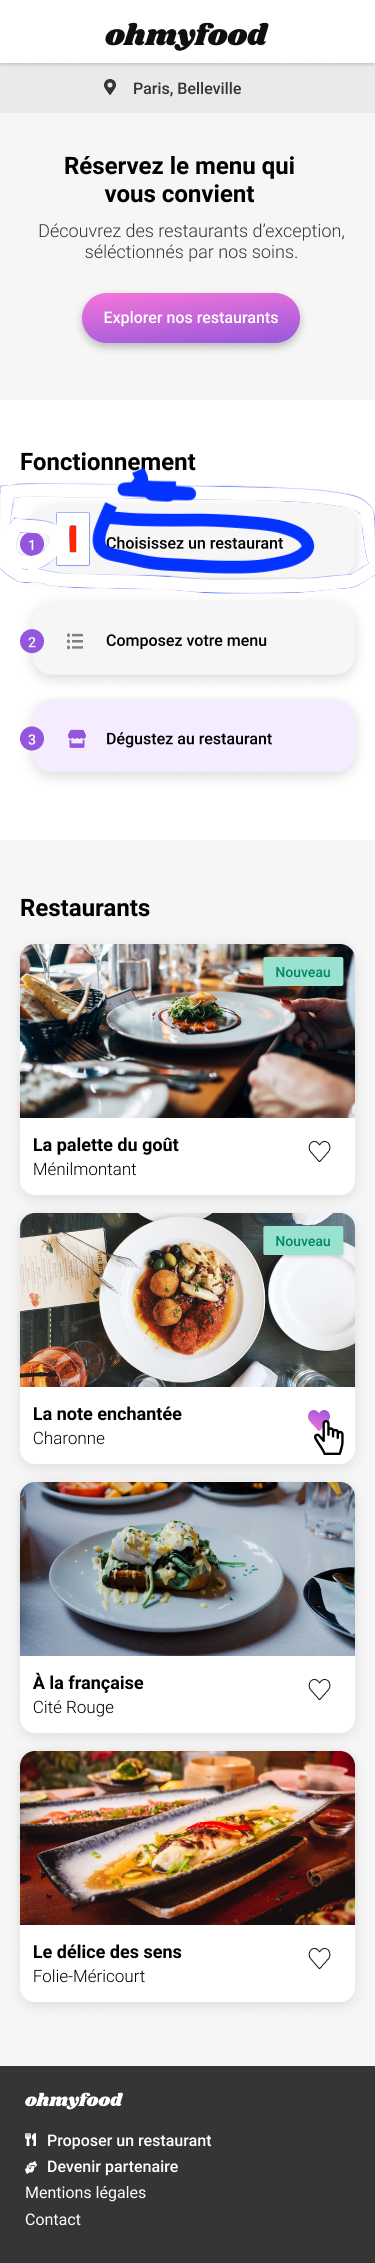 ohmyfood
Paris, Belleville
Réservez le menu qui
vous convient
Découvrez des restaurants d’exception,
séléctionnés par nos soins.
Explorer nos restaurants
Fonctionnement
1
Choisissez un restaurant
2
Composez votre menu
3
Dégustez au restaurant
Restaurants
Nouveau
La palette du goût
Ménilmontant
Nouveau
La note enchantée
Charonne
À la française
Cité Rouge
Le délice des sens
Folie-Méricourt
ohmyfood
Proposer un restaurant
Devenir partenaire
Mentions légales
Contact